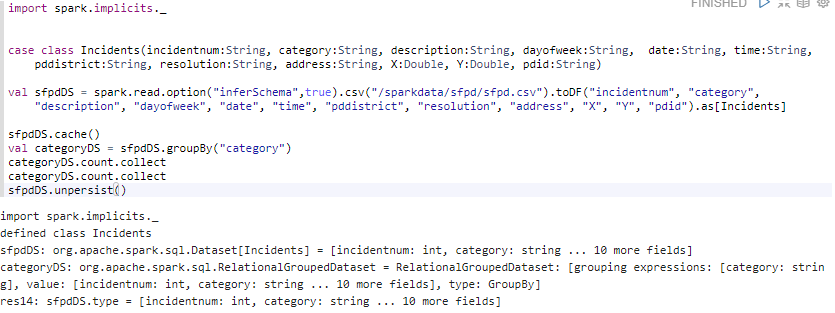 FINISHED
import spark.implicits._
case class Incidents(incidentnum:String, category:String, description:String, dayofweek:String,  date:String, time:String,
pddistrict:String, resolution:String, address:String, X:Double, Y:Double, pdid:String)
val sfpdDS = spark.read.option("inferSchema",true).csv("/sparkdata/sfpd/sfpd.csv").toDF("incidentnum", "category",
"description", "dayofweek", "date", "time", "pddistrict", "resolution", "address", "X", "Y", "pdid").as[Incidents]
sfpdDS.cache()
val categoryDS = sfpdDS.groupBy("category")
categoryDS.count.collect
categoryDS.count.collect
sfpdDS.unpersist()
import spark.implicits._
defined class Incidents
sfpdDS: org.apache.spark.sql.Dataset[Incidents] = [incidentnum: int, category: string ... 10 more fields]
categoryDS: org.apache.spark.sql.RelationalGroupedDataset = RelationalGroupedDataset: [grouping expressions: [category: strin
g], value: [incidentnum: int, category: string ... 10 more fields], type: GroupBy]
res14: sfpdDS.type = [incidentnum: int, category: string ... 10 more fields]